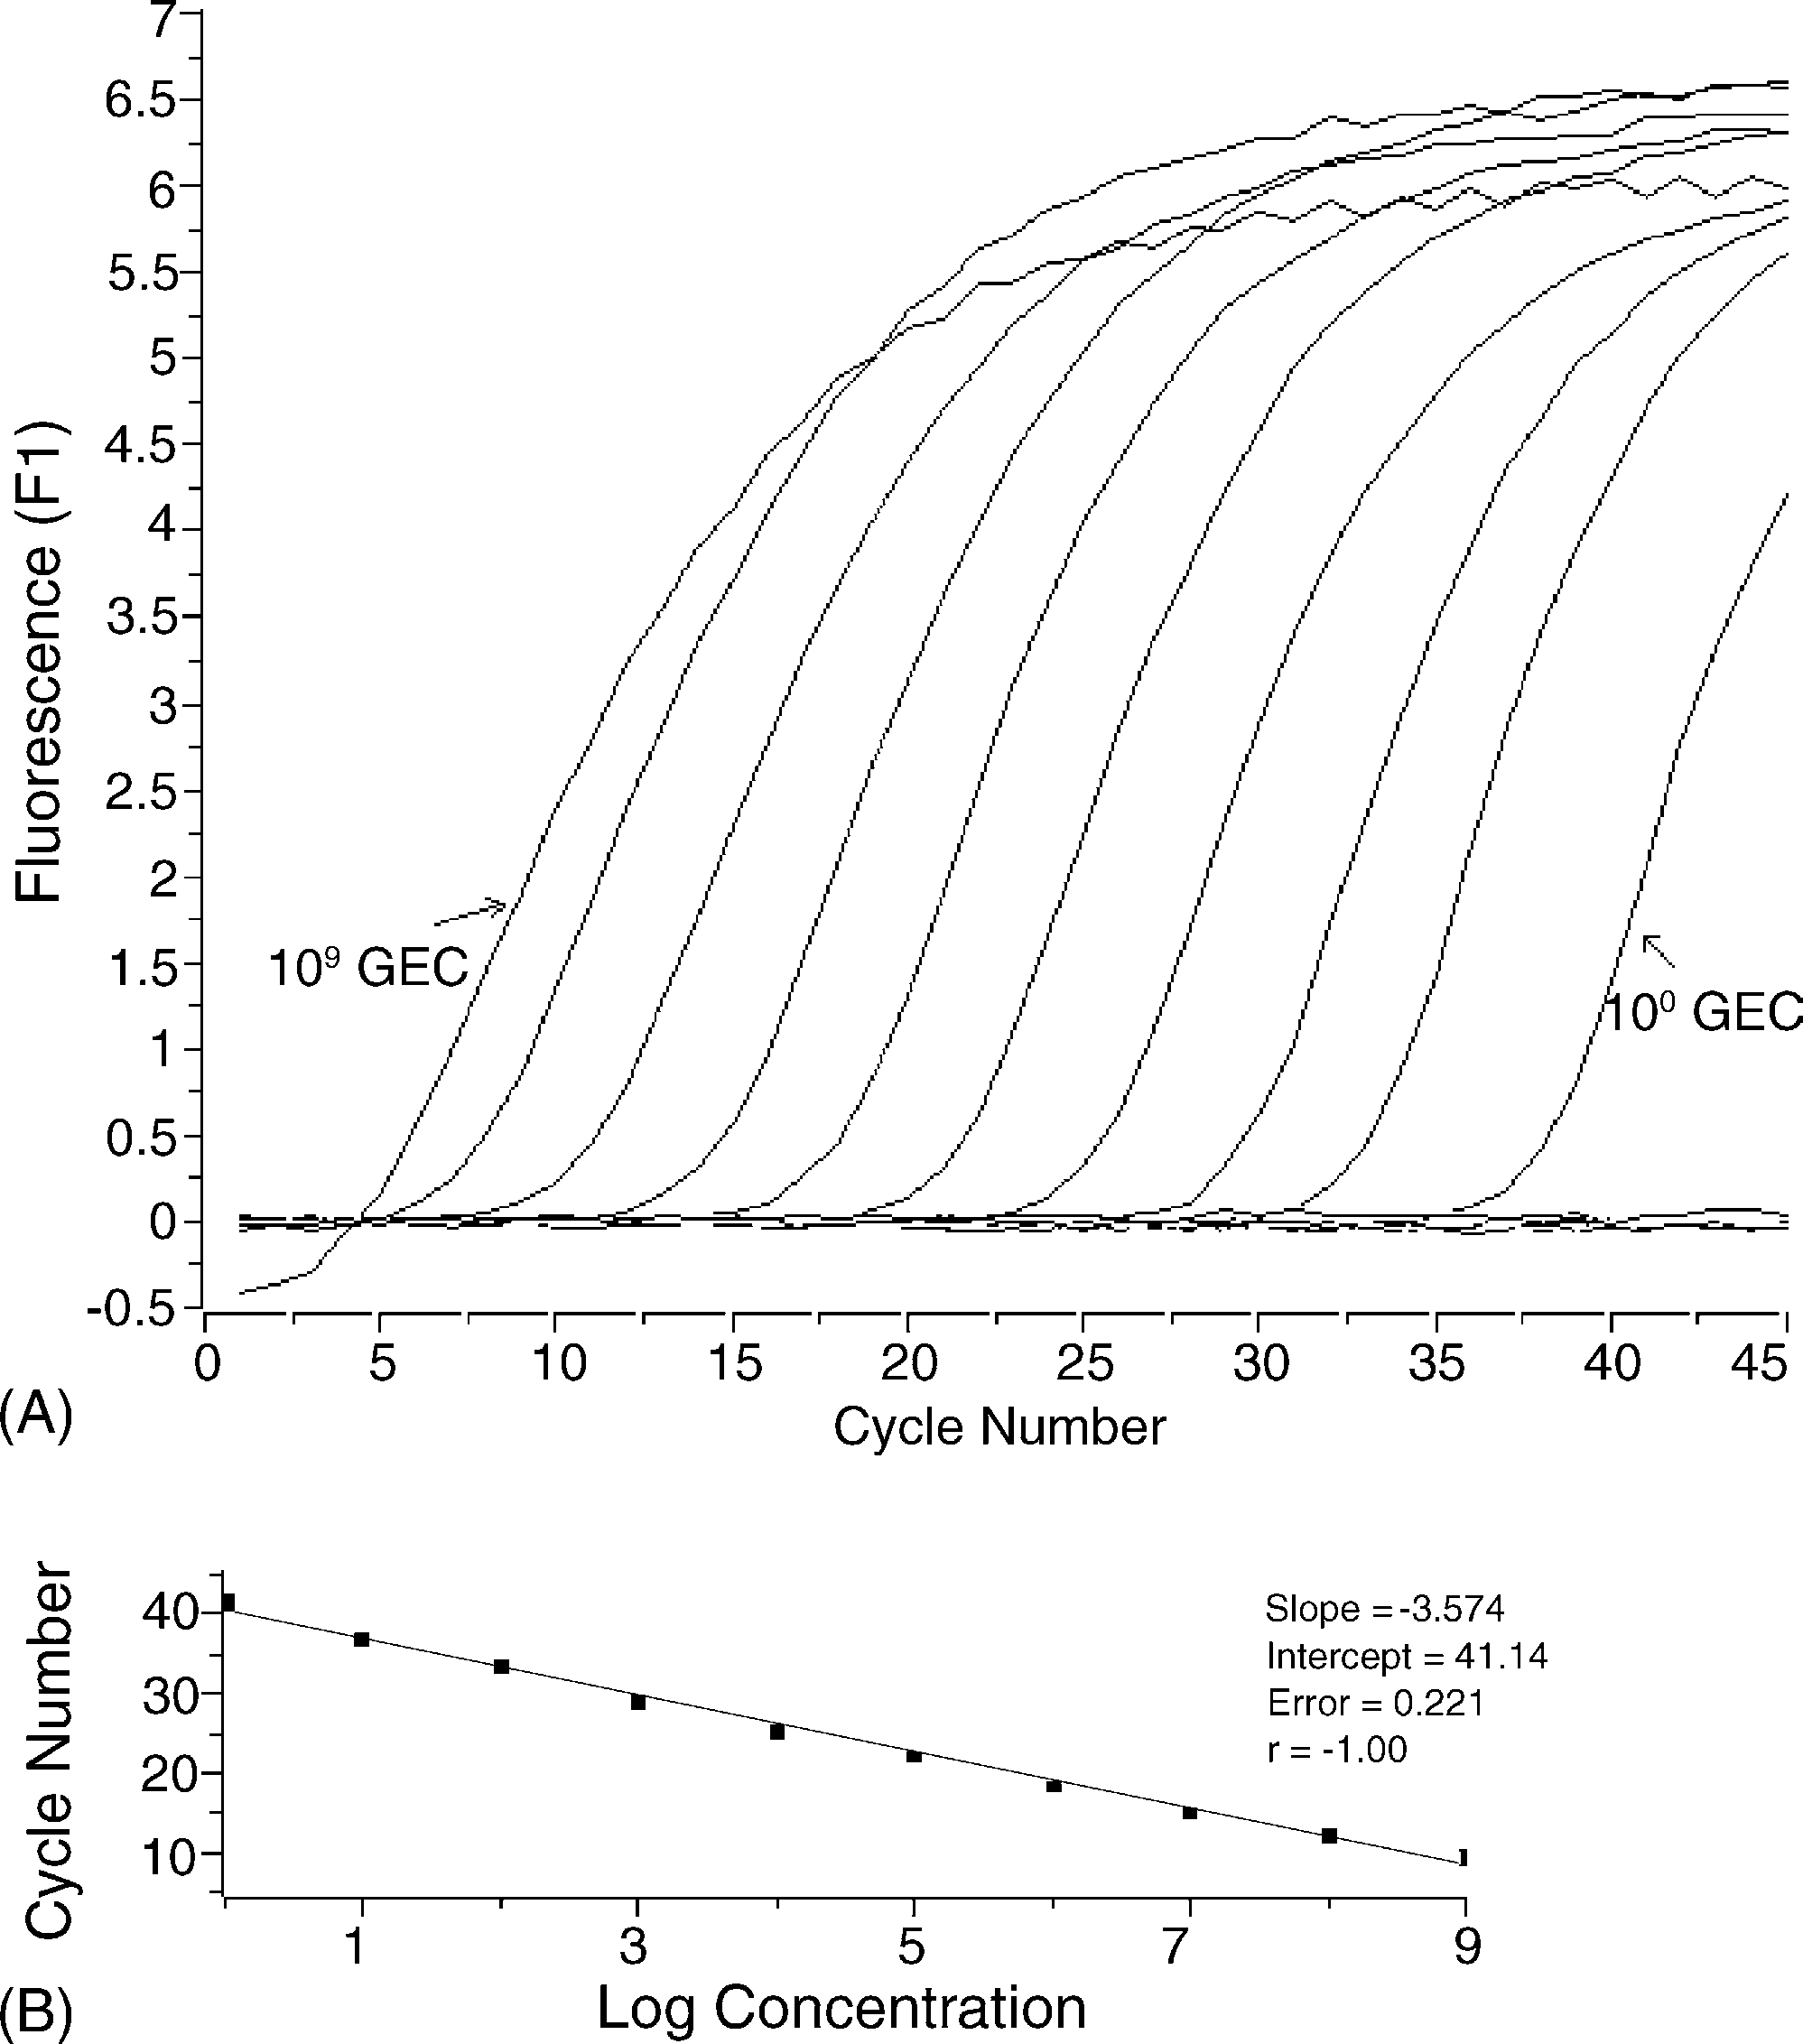 7
6.5
6
5.5
5
4.5
4
3.5
3
2.5
2
1.5
1
0.5
0
-0.5
Fluorescence (F1)
10⁹ GEC
10⁰ GEC
0 5 10 15 20 25 30 35 40 45
Cycle Number
(A)
40
30
20
10
Cycle Number
Slope = -3.574
Intercept = 41.14
Error = 0.221
r = -1.00
1 3 5 7 9
Log Concentration
(B)